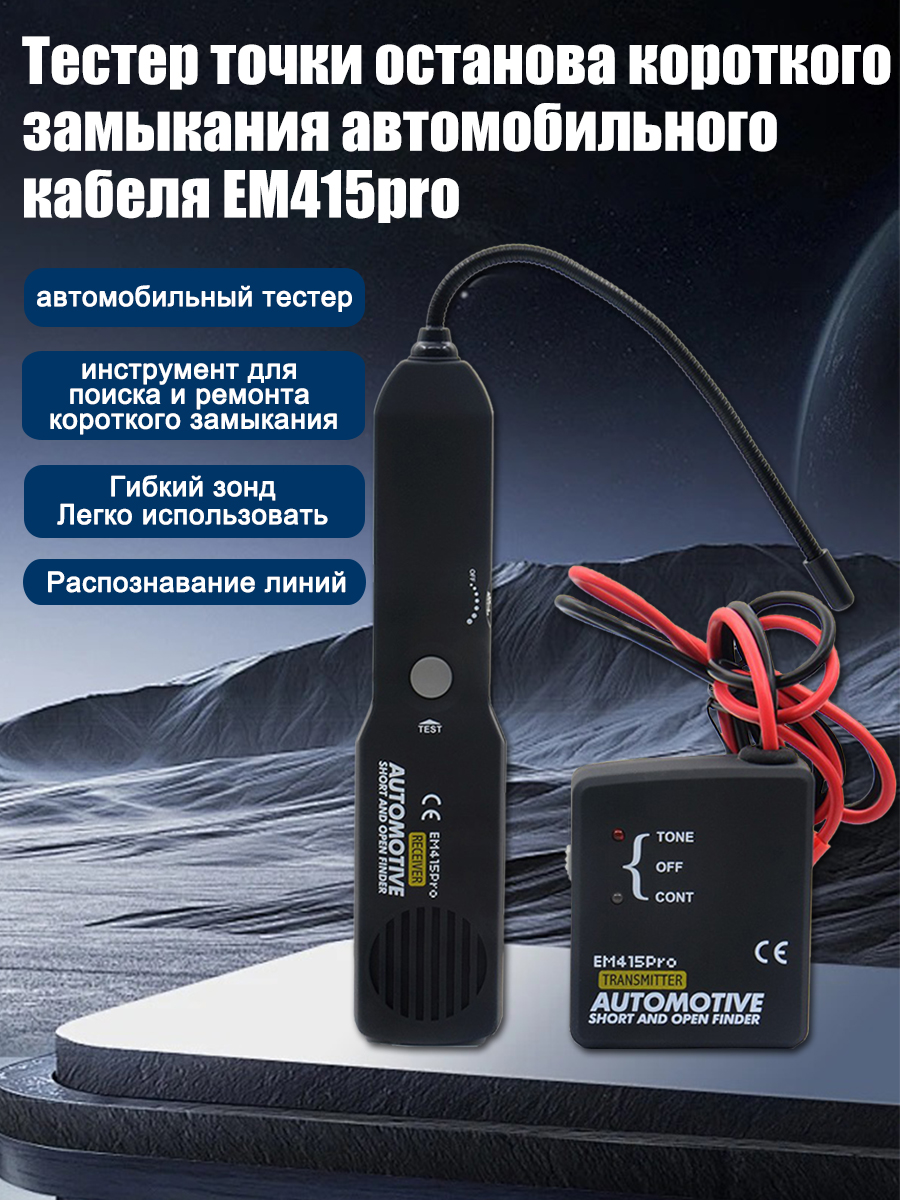 Тестер точки останова короткого
замыкания автомобильного
кабеля EM415pro
автомобильный тестер
инструмент для
поиска и ремонта
короткого замыкания
Гибкий зонд
Легко использовать
Распознавание линий
OFF
TEST
CE
EM415Pro
RECEIVER
AUTOMOTIVE
SHORT AND OPEN FINDER
TONE
OFF
CONT
CE
EM415Pro
TRANSMITTER
AUTOMOTIVE
SHORT AND OPEN FINDER